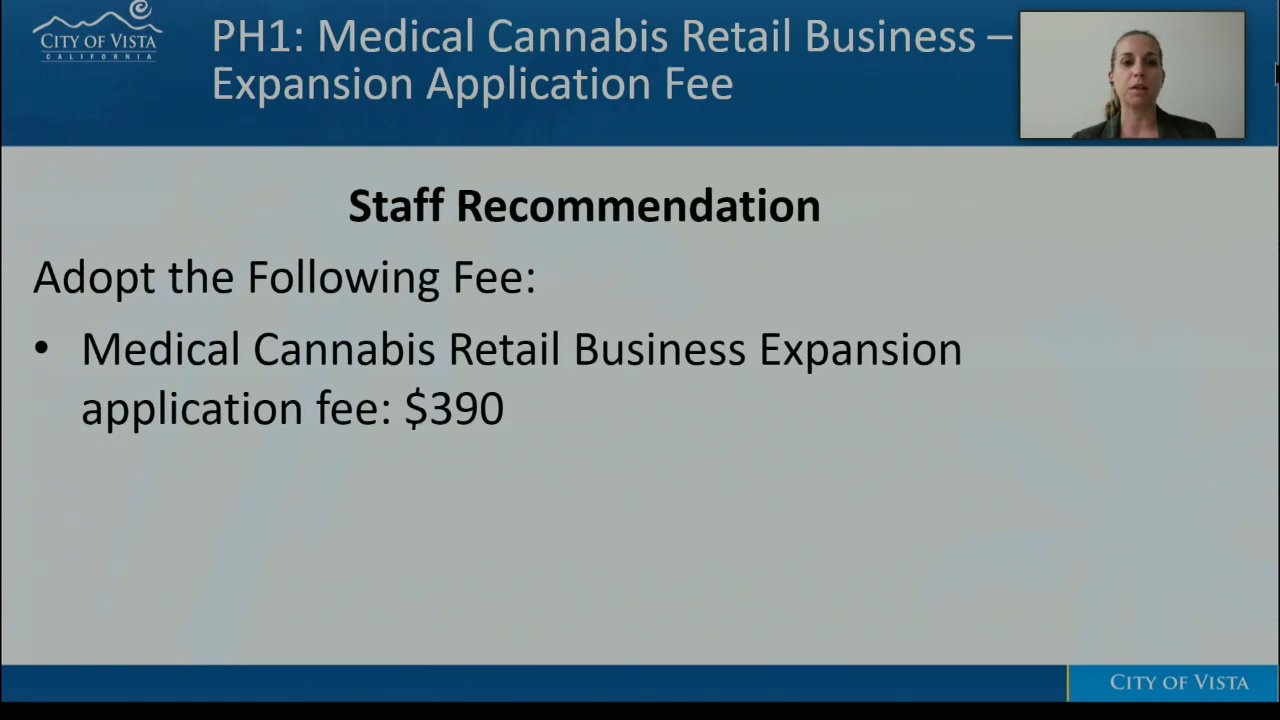 CITY OF VISTA
CALIFORNIA
PH1: Medical Cannabis Retail Business –
Expansion Application Fee
Staff Recommendation
Adopt the Following Fee:
• Medical Cannabis Retail Business Expansion
application fee: $390
CITY OF VISTA